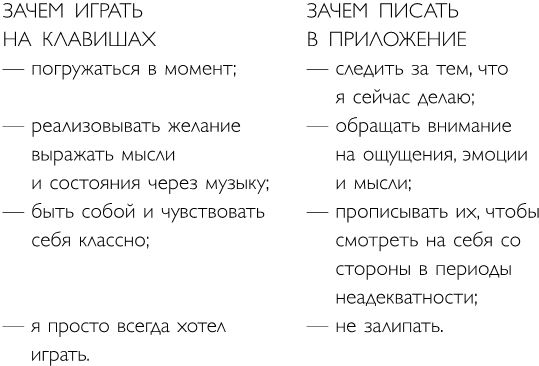 ЗАЧЕМ ИГРАТЬ
НА КЛАВИШАХ
— погружаться в момент;
— реализовывать желание
выражать мысли
и состояния через музыку;
— быть собой и чувствовать
себя классно;
— я просто всегда хотел
играть.
ЗАЧЕМ ПИСАТЬ
В ПРИЛОЖЕНИЕ
— следить за тем, что
я сейчас делаю;
— обращать внимание
на ощущения, эмоции
и мысли;
— прописывать их, чтобы
смотреть на себя со
стороны в периоды
неадекватности;
— не залипать.